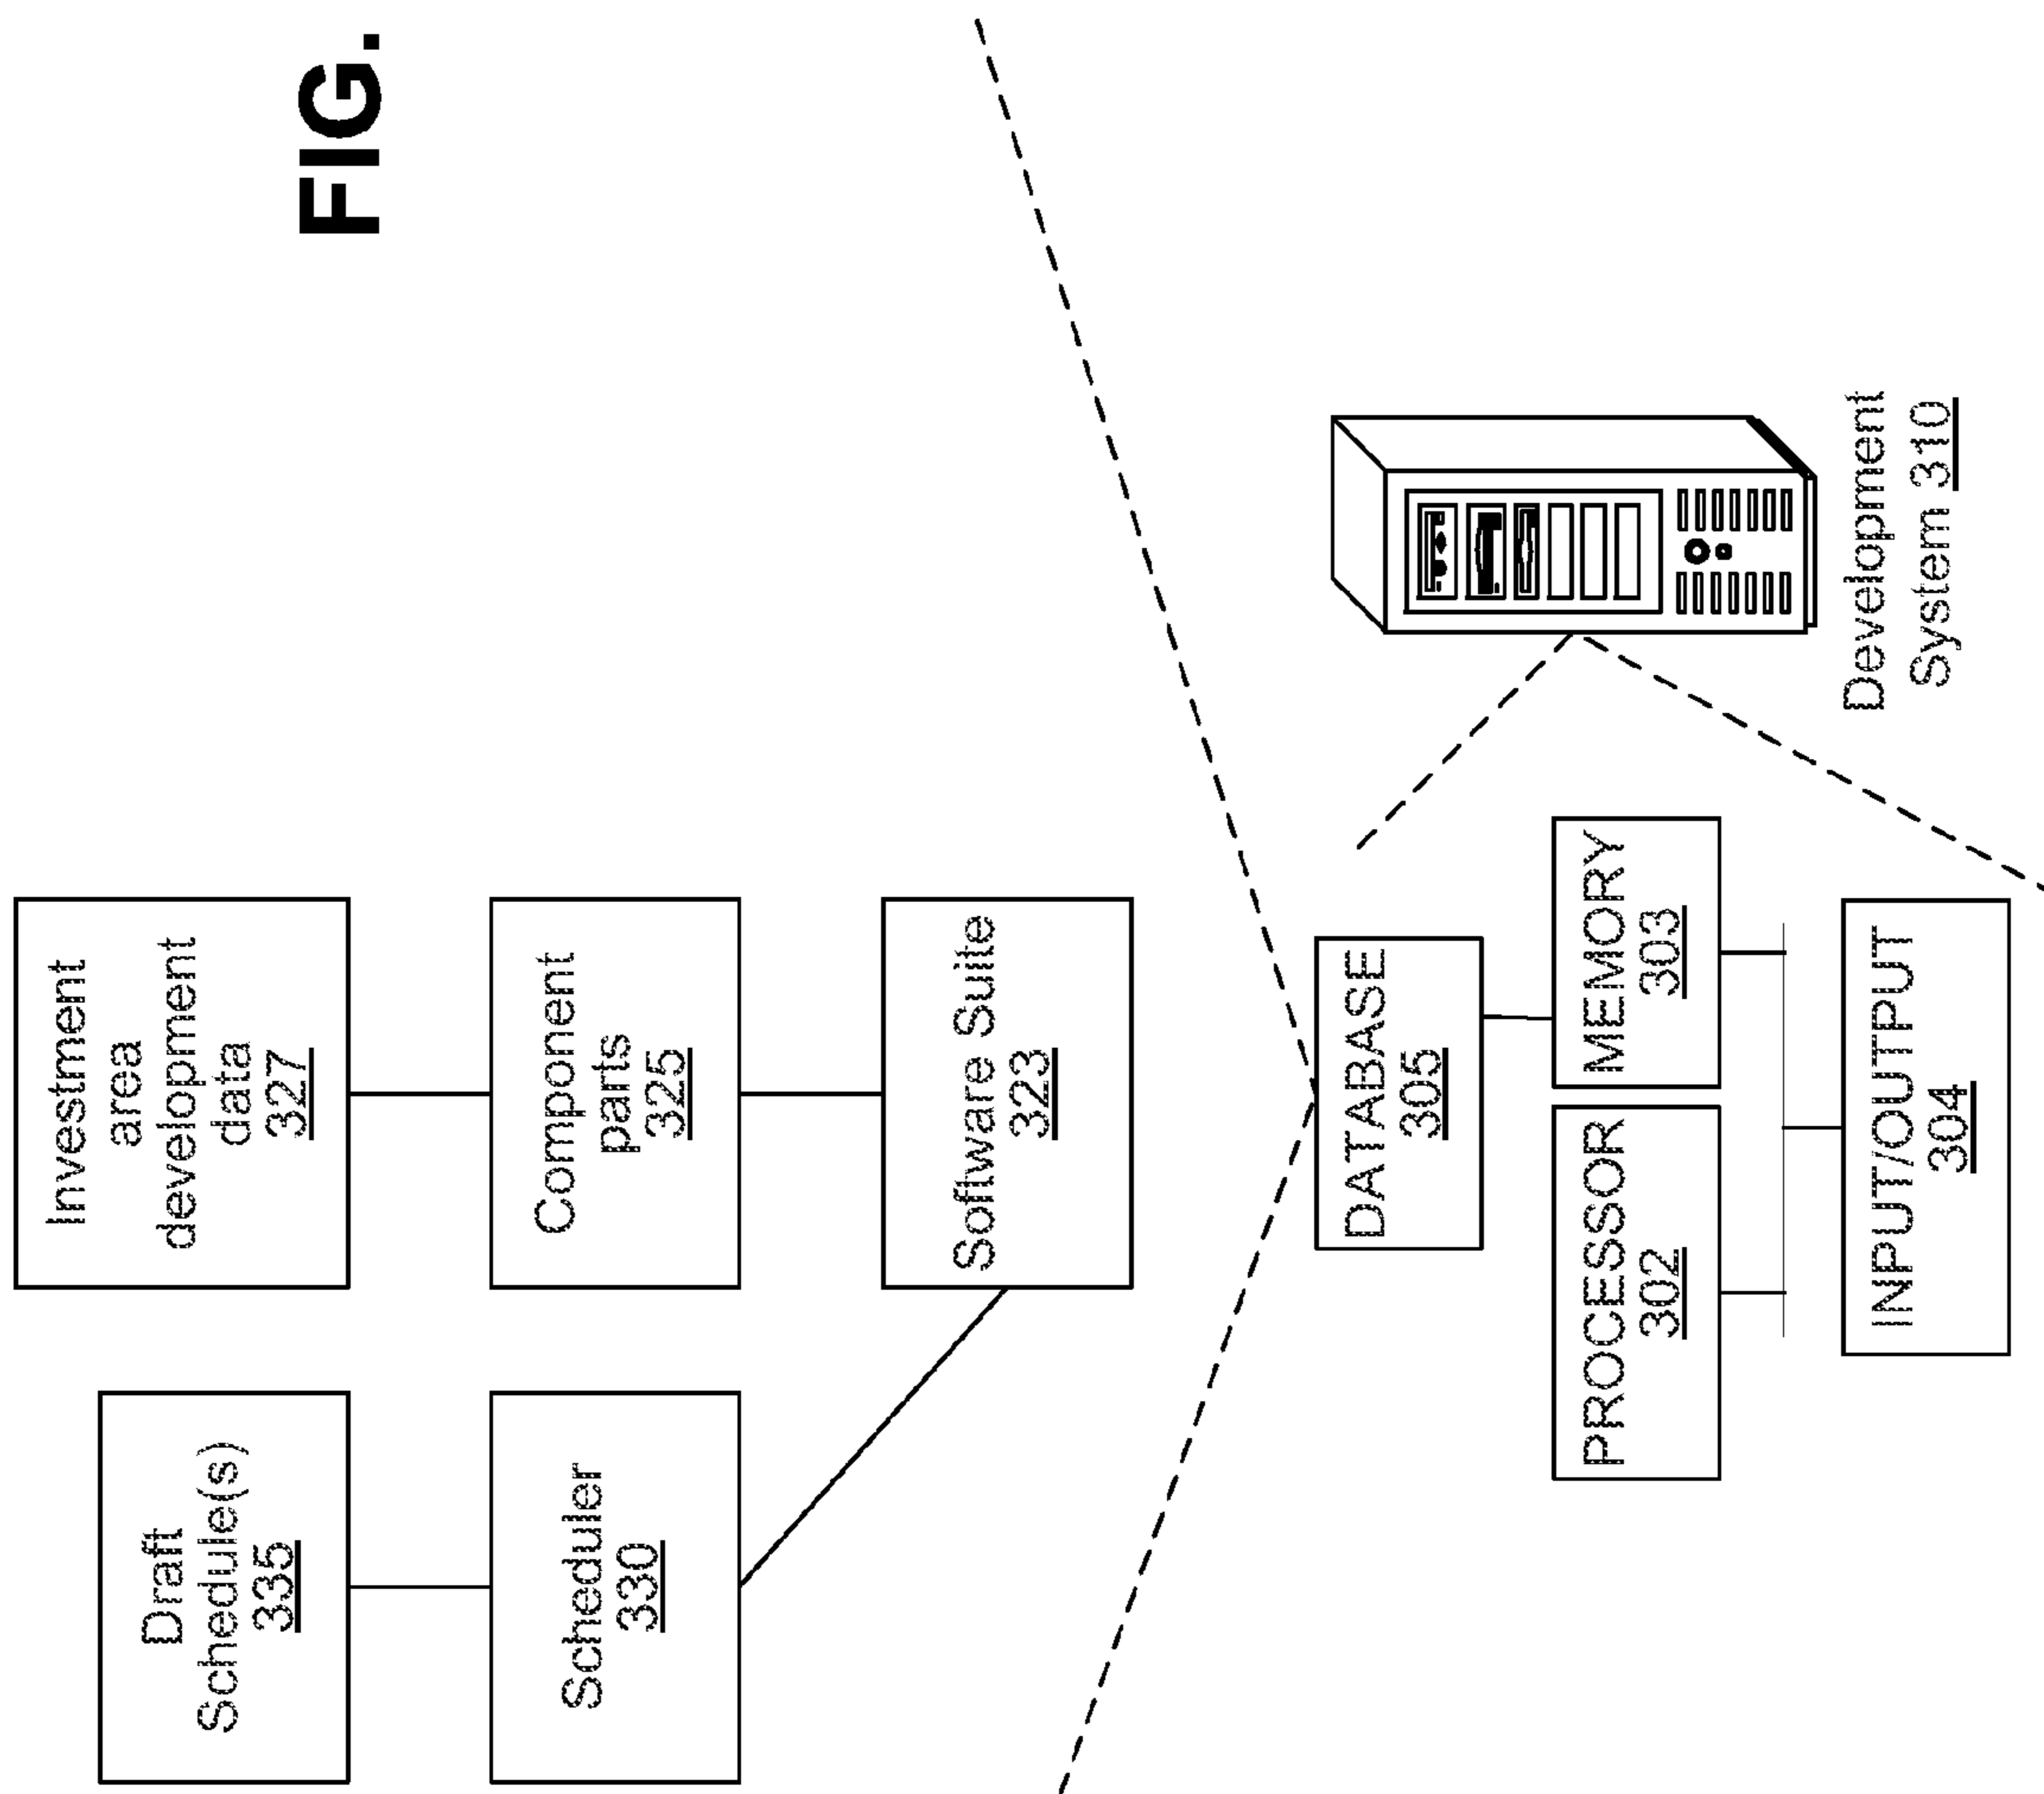 FIG.
Draft
Schedule(s)
335
Investment
area
development
data
327
Scheduler
330
Component
parts
325
Software Suite
323
DATABASE
305
PROCESSOR
302
MEMORY
303
INPUT/OUTPUT
304
Development
System 310